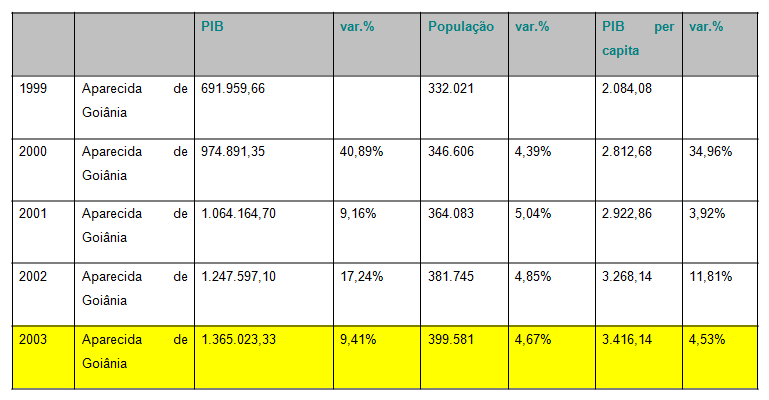 PIB var.% População var.% PIB per var.%
capita
1999 Aparecida de 691.959,66 332.021 2.084,08
Goiânia
2000 Aparecida de 974.891,35 40,89% 346.606 4,39% 2.812,68 34,96%
Goiânia
2001 Aparecida de 1.064.164,70 9,16% 364.083 5,04% 2.922,86 3,92%
Goiânia
2002 Aparecida de 1.247.597,10 17,24% 381.745 4,85% 3.268,14 11,81%
Goiânia
2003 Aparecida de 1.365.023,33 9,41% 399.581 4,67% 3.416,14 4,53%
Goiânia